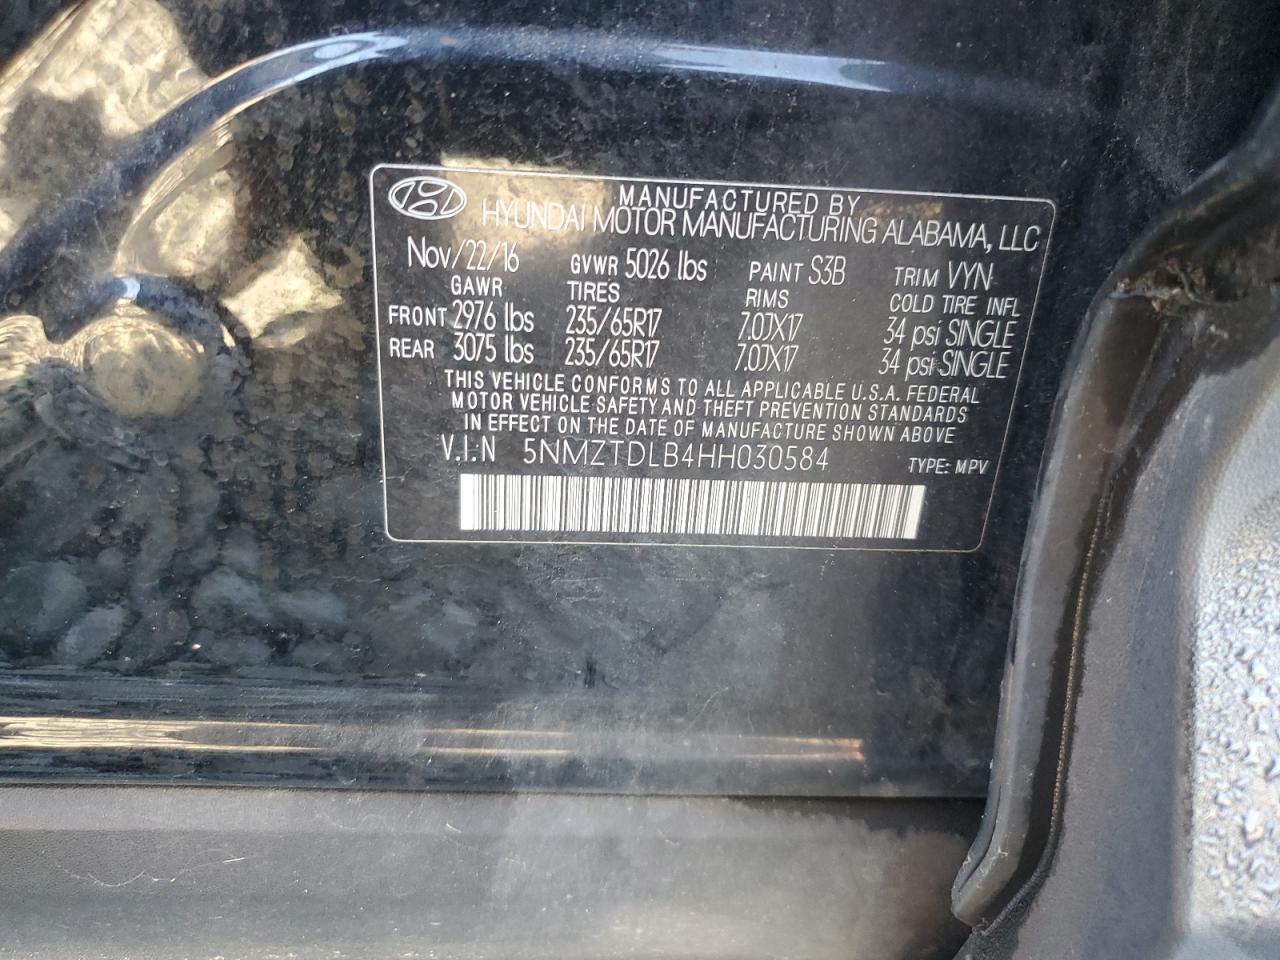 MANUFACTURED BY
HYUNDAI MOTOR MANUFACTURING ALABAMA, LLC
Nov/22/16 GVWR 5026 lbs PAINT S3B TRIM VYN
GAWR TIRES RIMS COLD TIRE INFL
FRONT 2976 lbs 235/65R17 7.0JX17 34 psi SINGLE
REAR 3075 lbs 235/65R17 7.0JX17 34 psi SINGLE
THIS VEHICLE CONFORMS TO ALL APPLICABLE U.S.A. FEDERAL
MOTOR VEHICLE SAFETY AND THEFT PREVENTION STANDARDS
IN EFFECT ON THE DATE OF MANUFACTURE SHOWN ABOVE
V.I.N 5NMZTDLB4HH030584 TYPE: MPV